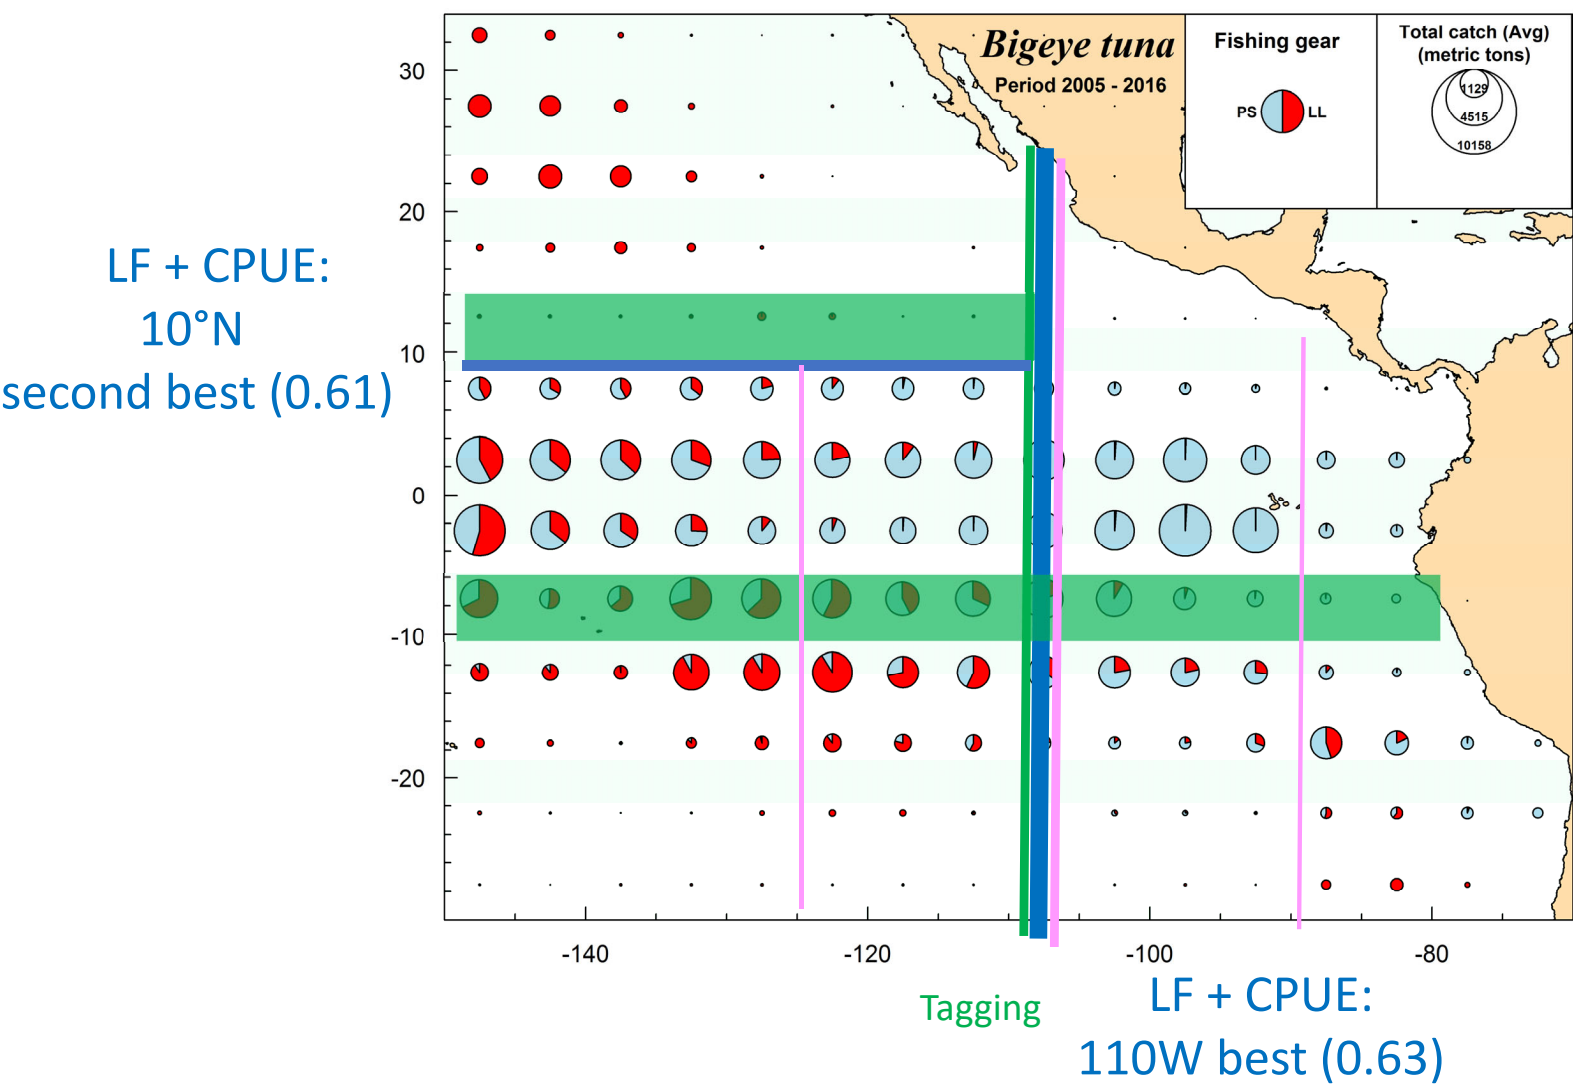 Bigeye tuna
Period 2005 - 2016
Fishing gear
PS
LL
Total catch (Avg)
(metric tons)
1129
4515
10158
LF + CPUE:
10°N
second best (0.61)
30
20
10
0
-10
-20
-140
-120
-100
-80
Tagging
LF + CPUE:
110W best (0.63)